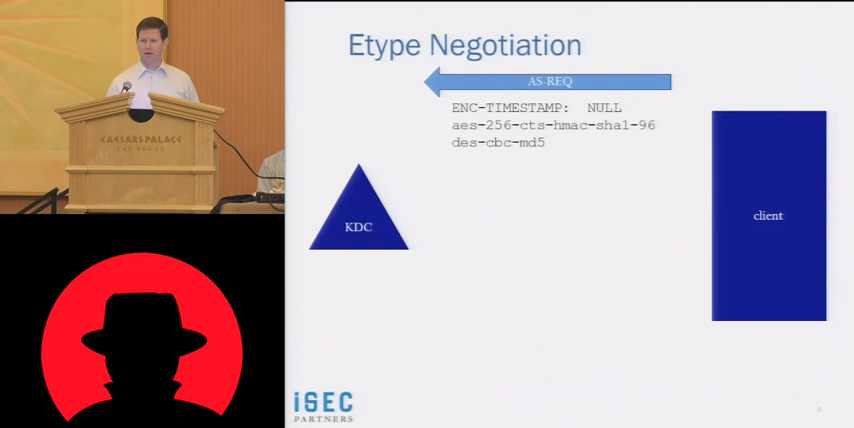 CAESARS PALACE
LAS VEGAS
Etype Negotiation
AS-REQ
ENC-TIMESTAMP: NULL
aes-256-cts-hmac-sha1-96
des-cbc-md5
KDC
client
iSEC
PARTNERS